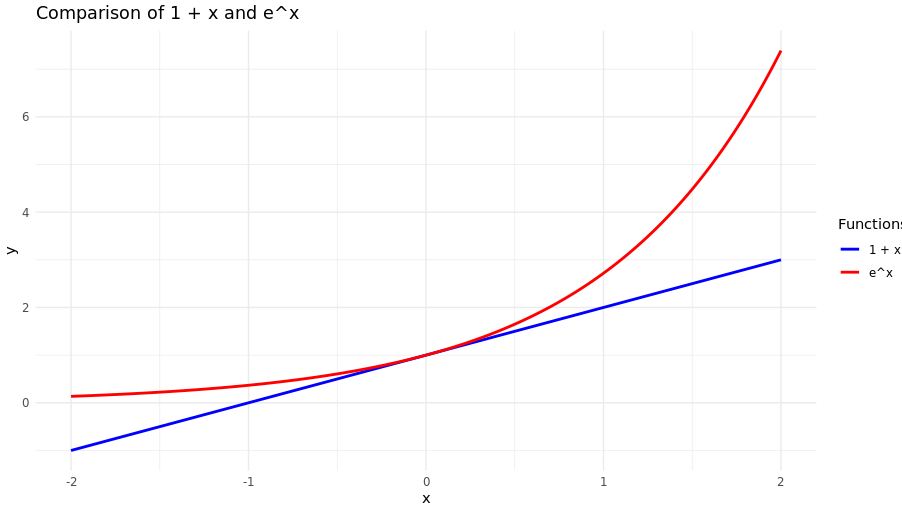 Comparison of 1 + x and e^x
6
4
2
0
y
-2
-1
0
1
2
x
Functions
1 + x
e^x